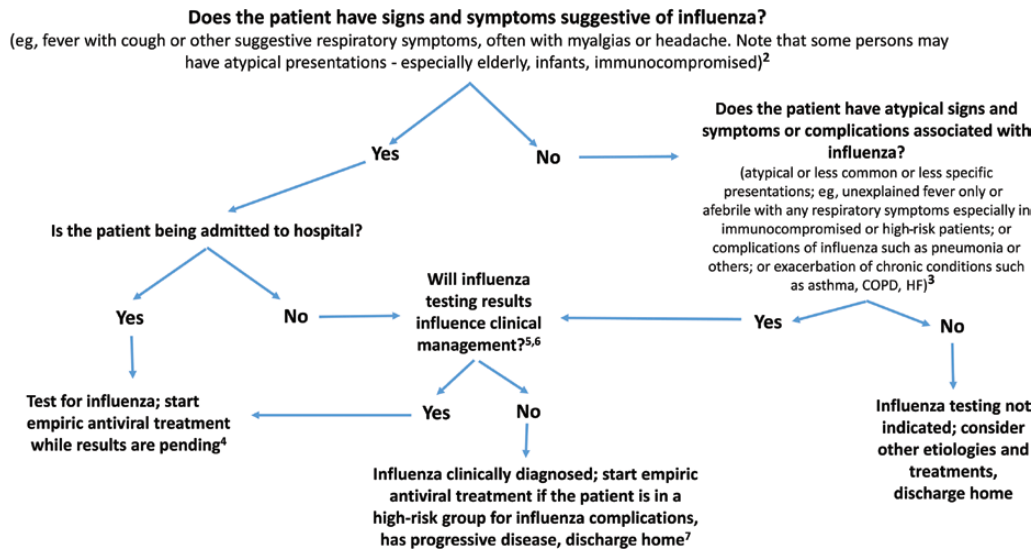 Does the patient have signs and symptoms suggestive of influenza?
(eg, fever with cough or other suggestive respiratory symptoms, often with myalgias or headache. Note that some persons may
have atypical presentations - especially elderly, infants, immunocompromised)2
Yes
No
Does the patient have atypical signs and
symptoms or complications associated with
influenza?
(atypical or less common or less specific
presentations; eg, unexplained fever only or
afebrile with any respiratory symptoms especially in
immunocompromised or high-risk patients; or
complications of influenza such as pneumonia or
others; or exacerbation of chronic conditions such
as asthma, COPD, HF)3
Is the patient being admitted to hospital?
Yes
No
Will influenza
testing results
influence clinical
management?5,6
Yes
No
Test for influenza; start
empiric antiviral treatment
while results are pending4
Yes
No
Influenza clinically diagnosed; start empiric
antiviral treatment if the patient is in a
high-risk group for influenza complications,
has progressive disease, discharge home7
Influenza testing not
indicated; consider
other etiologies and
treatments,
discharge home